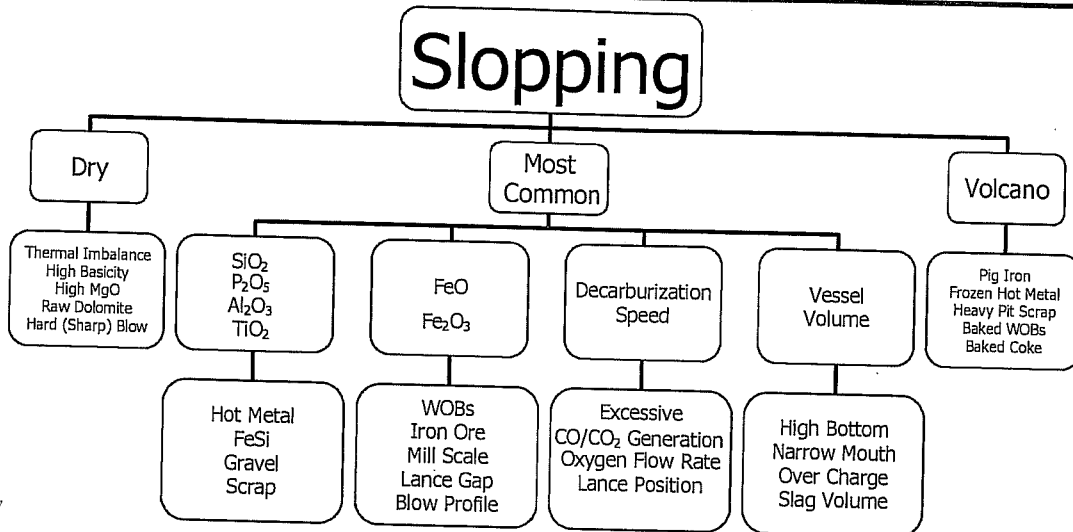 Slopping
Dry
Most
Common
Volcano
Thermal Imbalance
High Basicity
High MgO
Raw Dolomite
Hard (Sharp) Blow
SiO₂
P₂O₅
Al₂O₃
TiO₂
FeO
Fe₂O₃
Decarburization
Speed
Vessel
Volume
Pig Iron
Frozen Hot Metal
Heavy Pit Scrap
Baked WOBs
Baked Coke
Hot Metal
FeSi
Gravel
Scrap
WOBs
Iron Ore
Mill Scale
Lance Gap
Blow Profile
Excessive
CO/CO₂ Generation
Oxygen Flow Rate
Lance Position
High Bottom
Narrow Mouth
Over Charge
Slag Volume